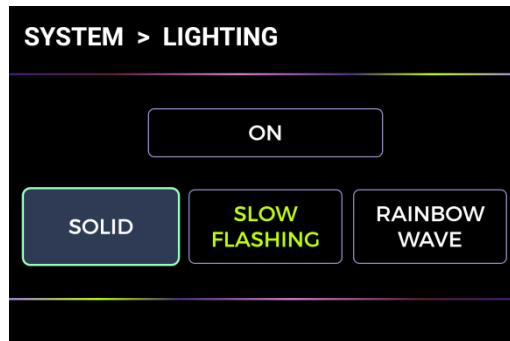 SYSTEM > LIGHTING
ON
SOLID
SLOW
FLASHING
RAINBOW
WAVE